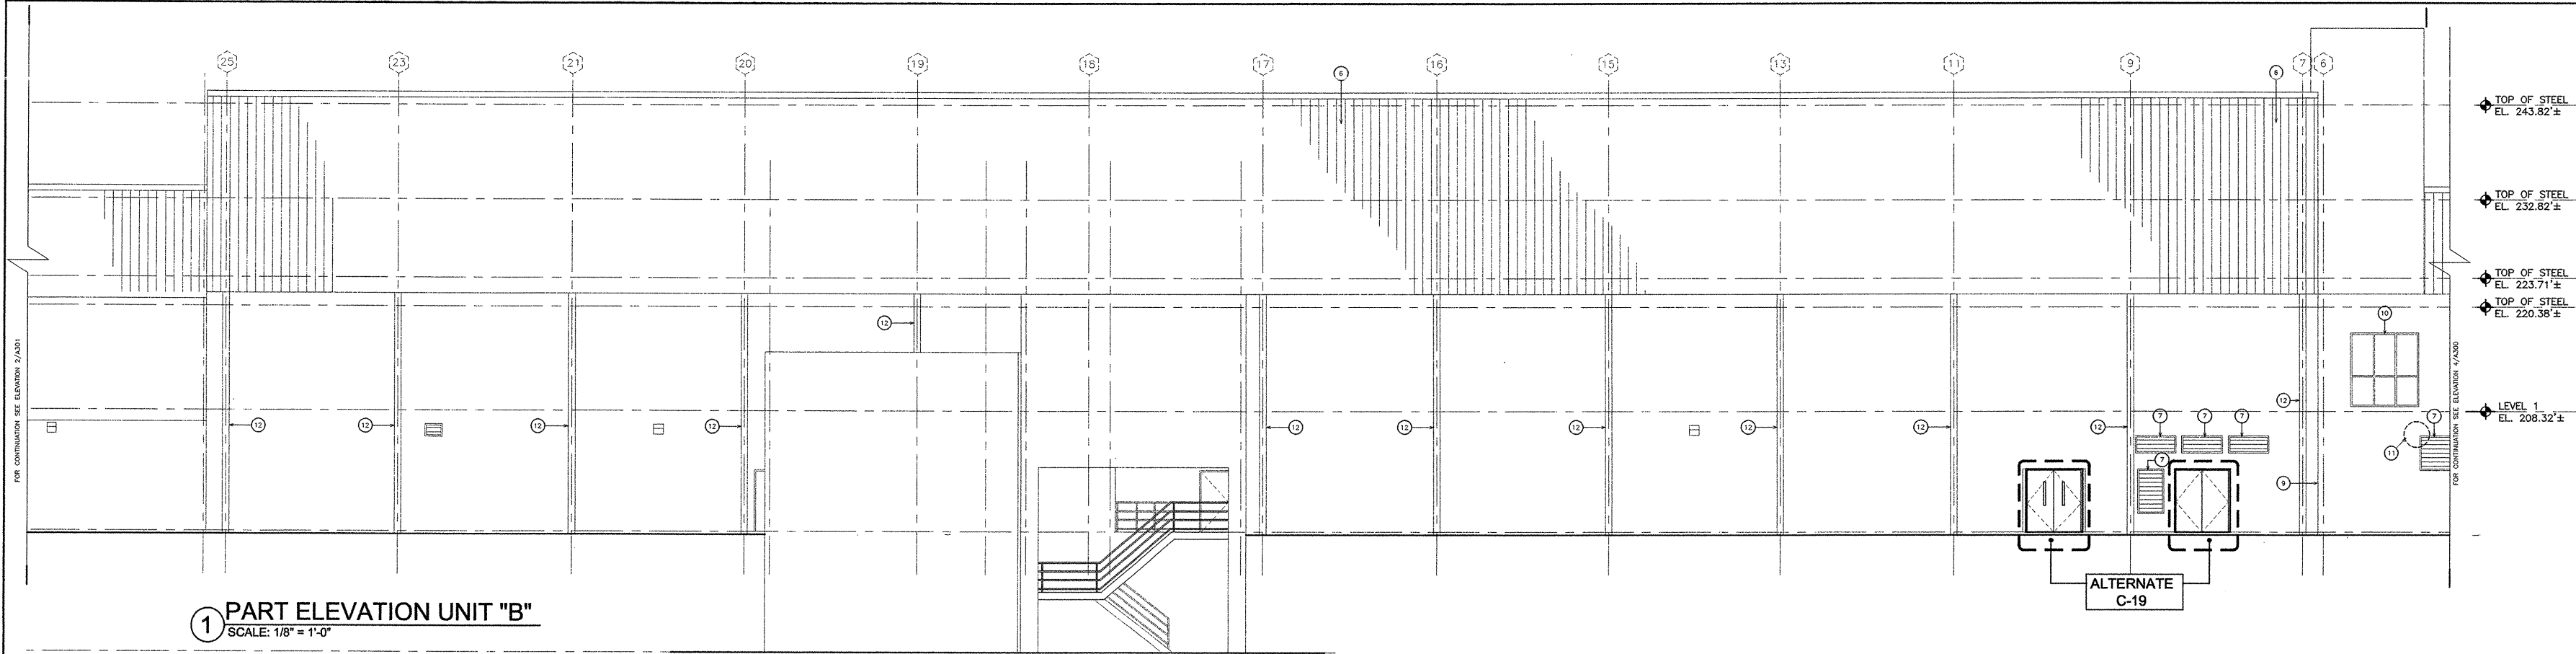 25
23
21
20
19
18
17
16
15
13
11
9
7
6
6
6
TOP OF STEEL
EL. 243.82'±
TOP OF STEEL
EL. 232.82'±
TOP OF STEEL
EL. 223.71'±
TOP OF STEEL
EL. 220.38'±
LEVEL 1
EL. 208.32'±
12
10
12
12
12
12
12
12
12
12
12
12
12
12
7
7
7
7
7
9
11
FOR CONTINUATION SEE ELEVATION 2/A301
FOR CONTINUATION SEE ELEVATION 4/A300
ALTERNATE
C-19
1
PART ELEVATION UNIT "B"
SCALE: 1/8" = 1'-0"